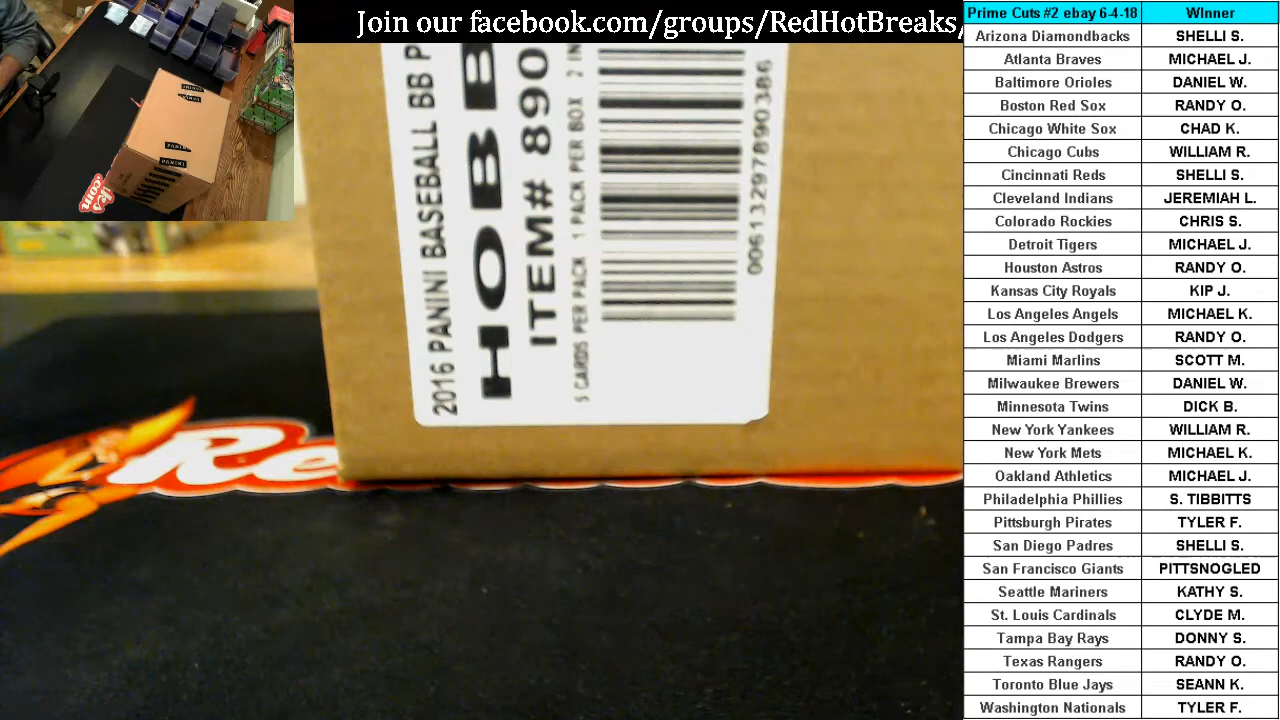 Join our facebook.com/groups/RedHotBreaks/
Prime Cuts #2 ebay 6-4-18 WInner
Arizona Diamondbacks SHELLI S.
Atlanta Braves MICHAEL J.
Baltimore Orioles DANIEL W.
Boston Red Sox RANDY O.
Chicago White Sox CHAD K.
Chicago Cubs WILLIAM R.
Cincinnati Reds SHELLI S.
Cleveland Indians JEREMIAH L.
Colorado Rockies CHRIS S.
Detroit Tigers MICHAEL J.
Houston Astros RANDY O.
Kansas City Royals KIP J.
Los Angeles Angels MICHAEL K.
Los Angeles Dodgers RANDY O.
Miami Marlins SCOTT M.
Milwaukee Brewers DANIEL W.
Minnesota Twins DICK B.
New York Yankees WILLIAM R.
New York Mets MICHAEL K.
Oakland Athletics MICHAEL J.
Philadelphia Phillies S. TIBBITTS
Pittsburgh Pirates TYLER F.
San Diego Padres SHELLI S.
San Francisco Giants PITTSNOGLED
Seattle Mariners KATHY S.
St. Louis Cardinals CLYDE M.
Tampa Bay Rays DONNY S.
Texas Rangers RANDY O.
Toronto Blue Jays SEANN K.
Washington Nationals TYLER F.
2016 PANINI BASEBALL BB P
HOBB
ITEM# 890
5 CARDS PER PACK 1 PACK PER BOX 2 IN
00613297890386
PANINI
PANINI
Re